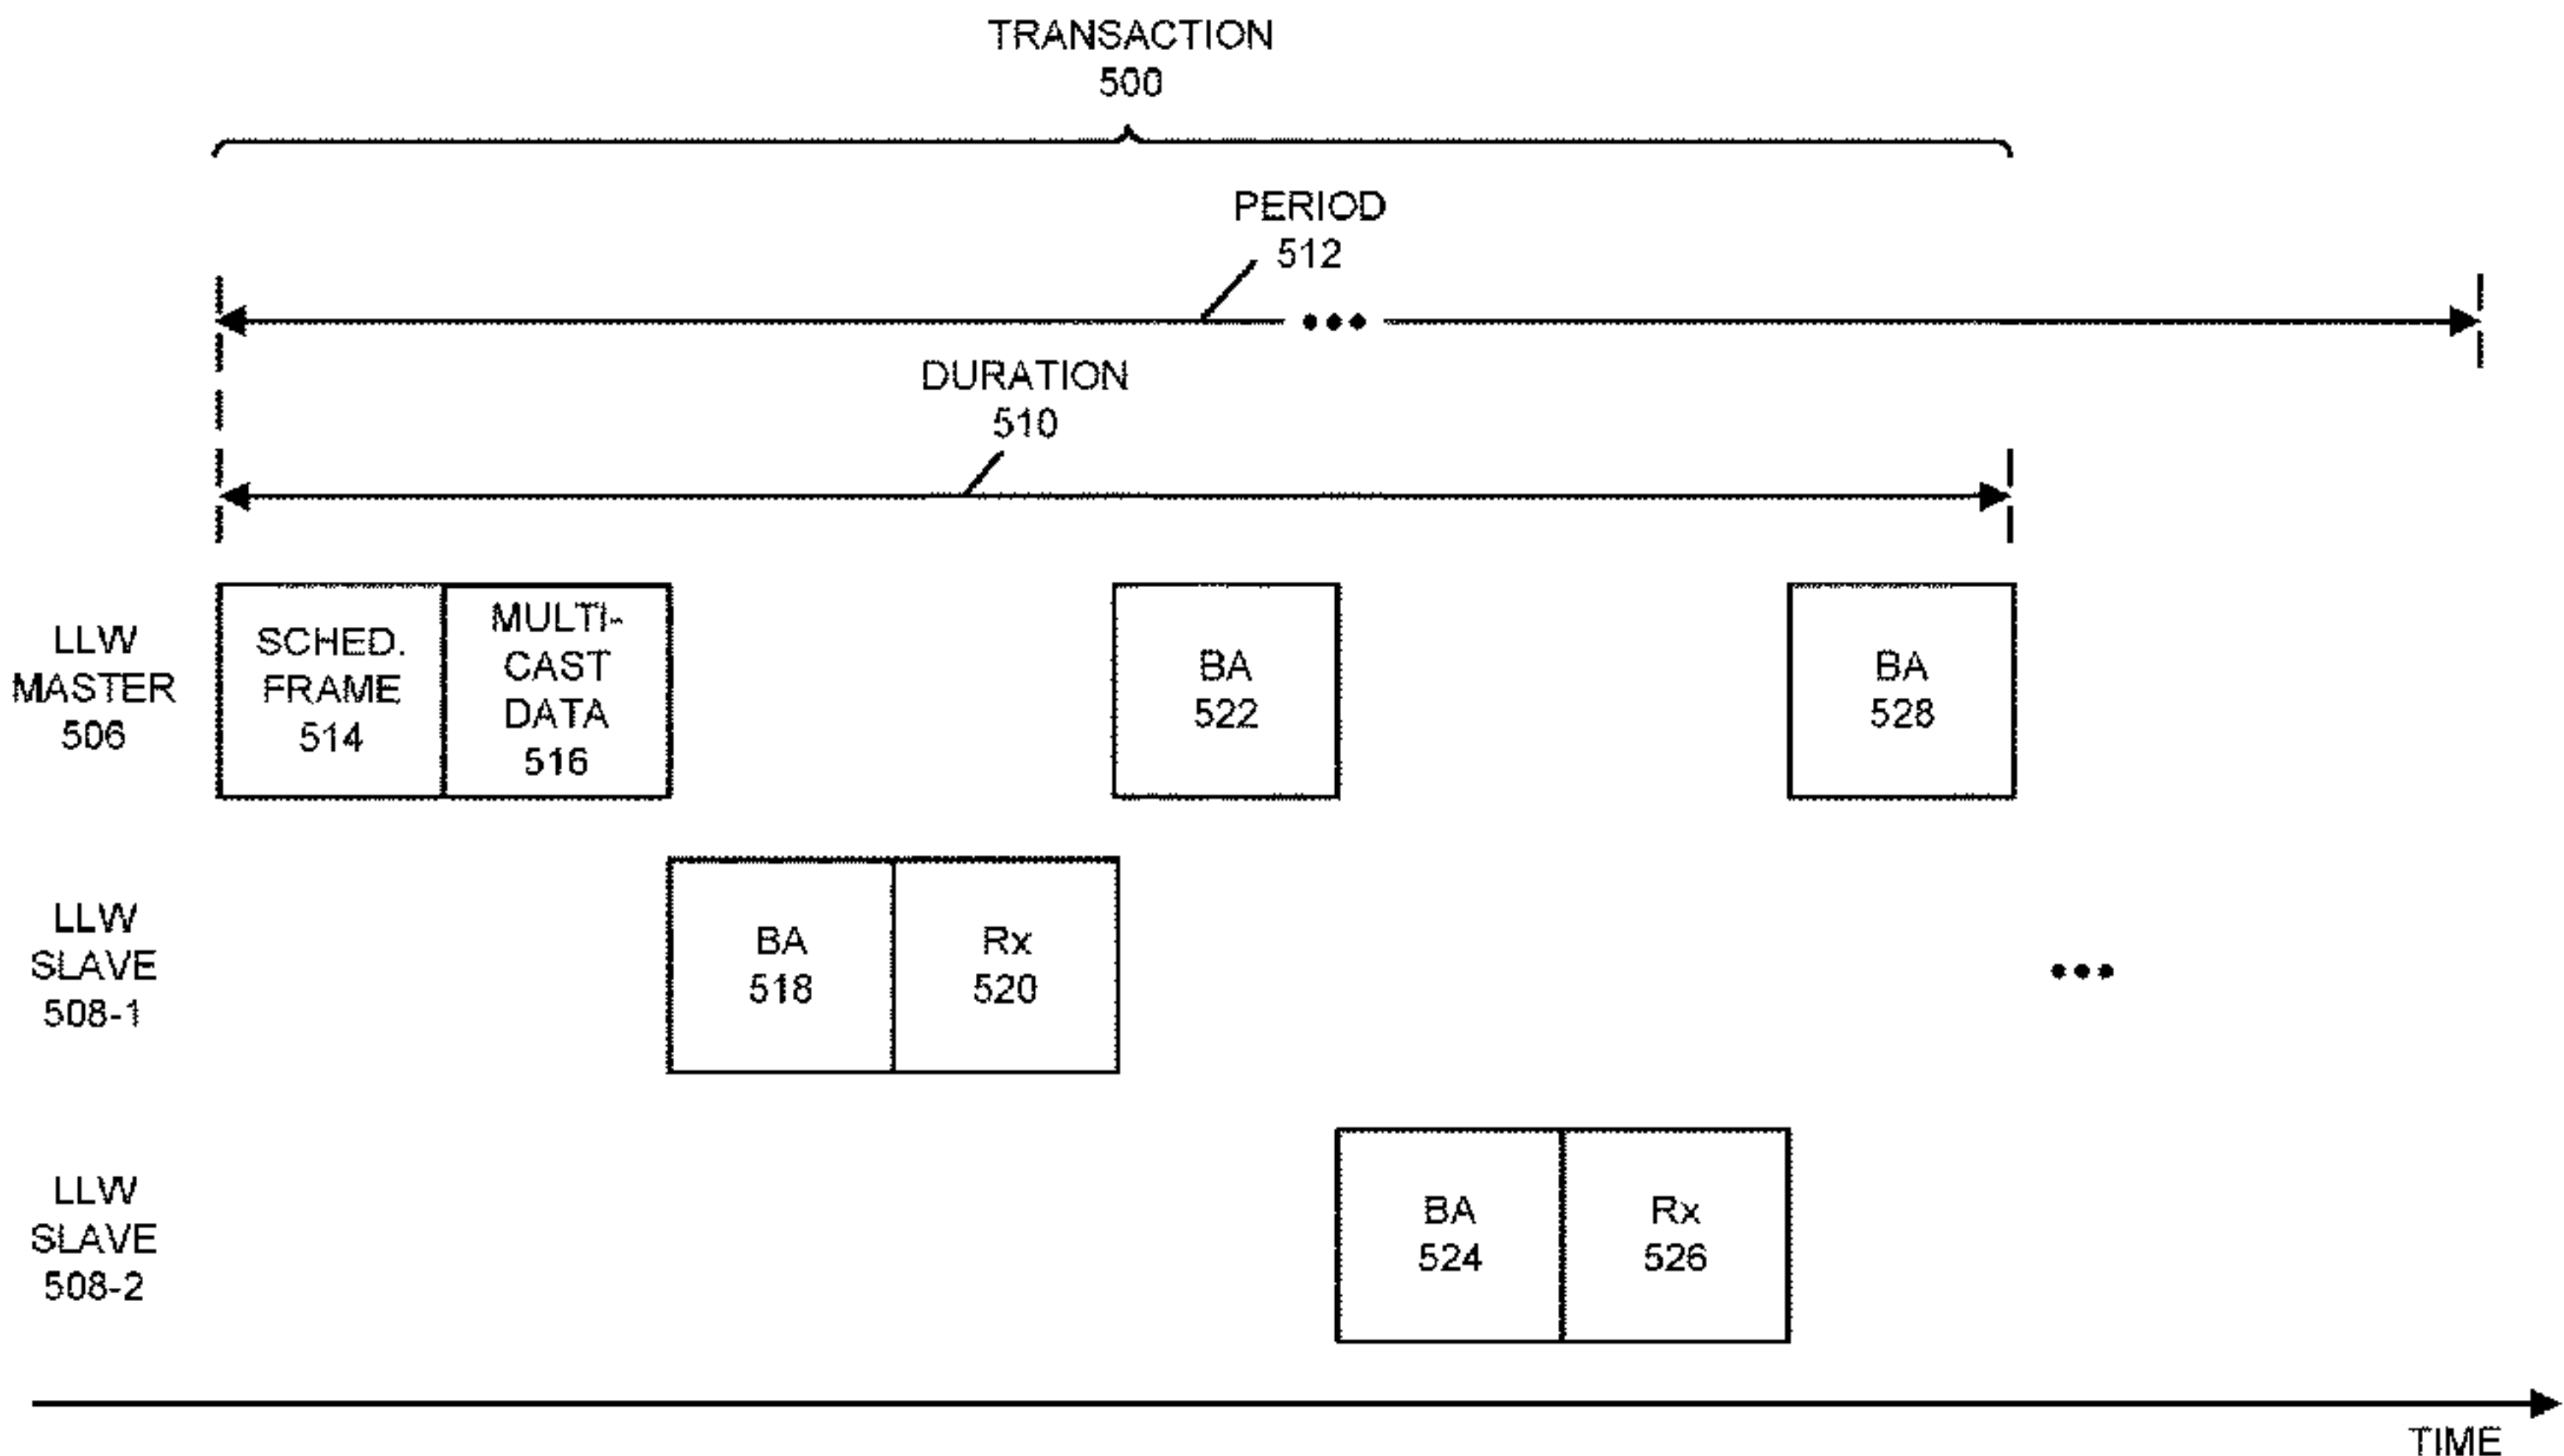 TRANSACTION
500
PERIOD
512
DURATION
510
LLW
MASTER
506
SCHED.
FRAME
514
MULTI-
CAST
DATA
516
BA
522
BA
528
LLW
SLAVE
508-1
BA
518
Rx
520
•••
LLW
SLAVE
508-2
BA
524
Rx
526
TIME